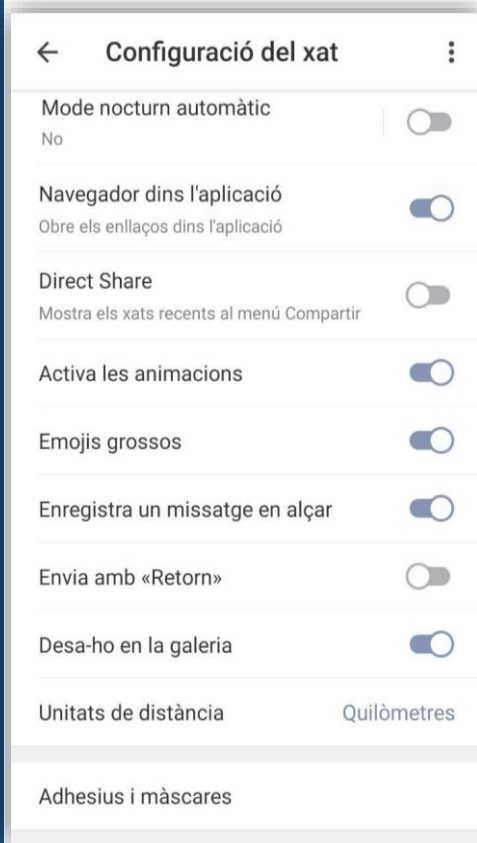 Configuració del xat
Mode nocturn automàtic
No
Navegador dins l'aplicació
Obre els enllaços dins l'aplicació
Direct Share
Mostra els xats recents al menú Compartir
Activa les animacions
Emojis grossos
Enregistra un missatge en alçar
Envia amb «Retorn»
Desa-ho en la galeria
Unitats de distància Quilòmetres
Adhesius i màscares